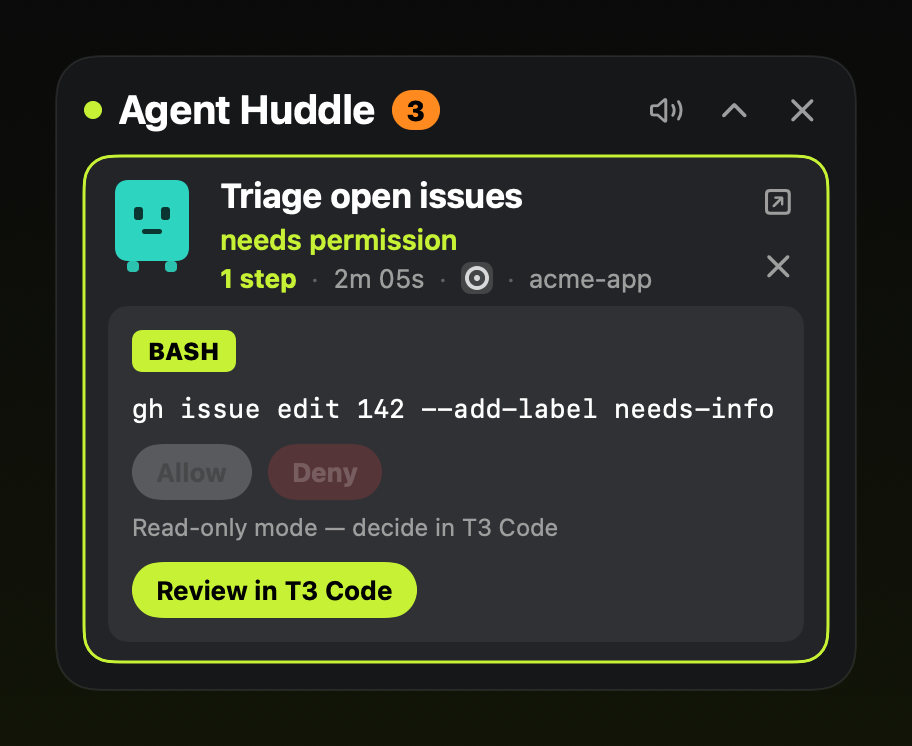 Agent Huddle 3
Triage open issues
needs permission
1 step · 2m 05s · · acme-app
BASH
gh issue edit 142 --add-label needs-info
Allow Deny
Read-only mode — decide in T3 Code
Review in T3 Code